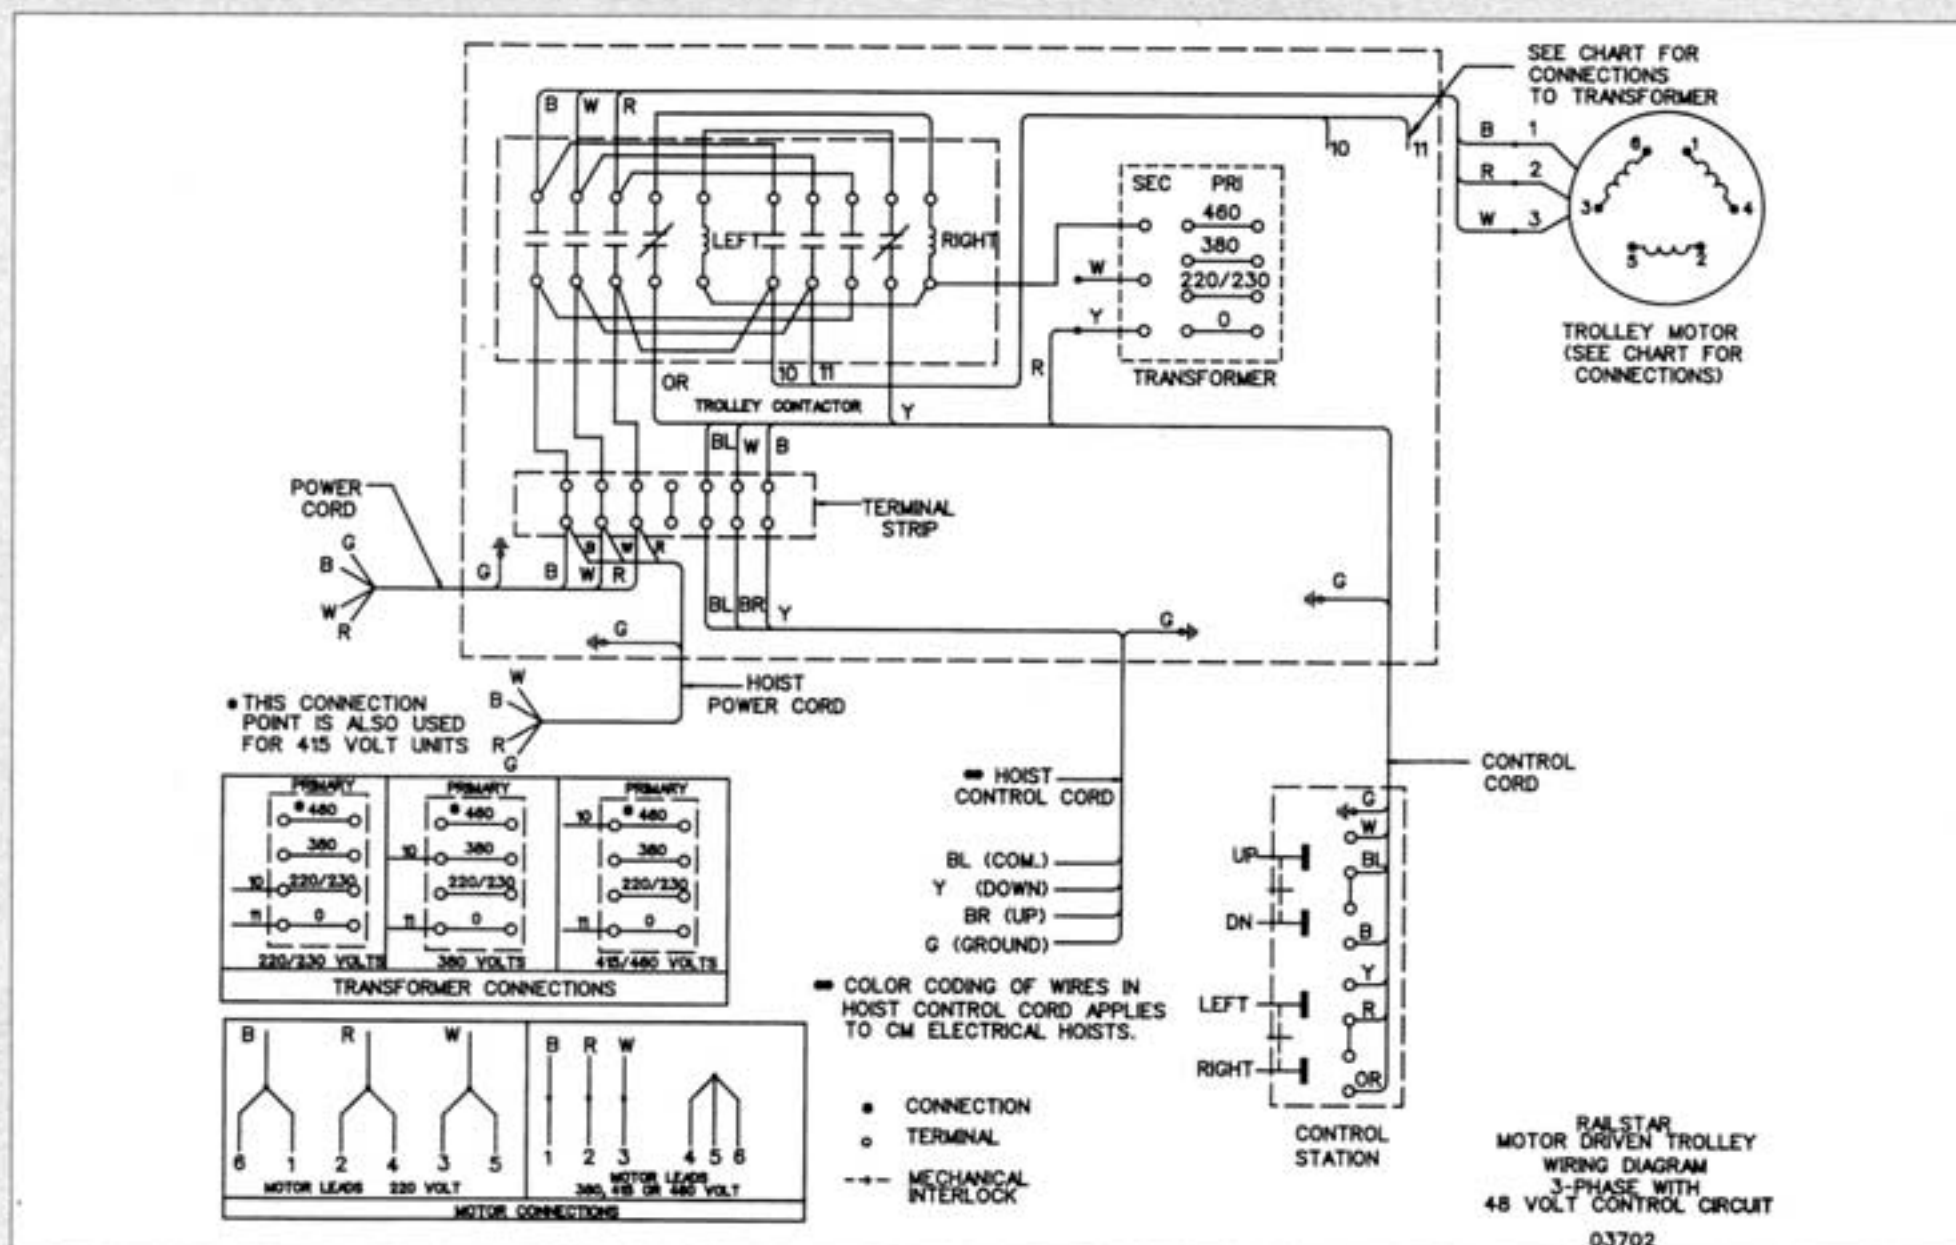 SEE CHART FOR
CONNECTIONS
TO TRANSFORMER
B W R
10 11
B 1
R 2
W 3
6 1
3 4
5 2
TROLLEY MOTOR
(SEE CHART FOR
CONNECTIONS)
SEC PRI
460
380
220/230
0
W
Y
R
TRANSFORMER
LEFT
RIGHT
OR
10 11
TROLLEY CONTACTOR
Y
BL W B
POWER
CORD
TERMINAL
STRIP
G
B
W
R
G
B W R
B W R
BL BR Y
G
G
G
HOIST
POWER CORD
W
B
R
G
• THIS CONNECTION
POINT IS ALSO USED
FOR 415 VOLT UNITS
PRIMARY
• 460
380
10 220/230
11 0
220/230 VOLTS
PRIMARY
• 460
10 380
220/230
11 0
380 VOLTS
PRIMARY
10 • 460
380
220/230
11 0
415/460 VOLTS
TRANSFORMER CONNECTIONS
B R W
6 1 2 4 3 5
MOTOR LEADS 220 VOLT
B R W
1 2 3 4 5 6
MOTOR LEADS
380, 415 OR 460 VOLT
MOTOR CONNECTIONS
•• HOIST
CONTROL CORD
BL (COM.)
Y (DOWN)
BR (UP)
G (GROUND)
•• COLOR CODING OF WIRES IN
HOIST CONTROL CORD APPLIES
TO CM ELECTRICAL HOISTS.
CONNECTION
TERMINAL
MECHANICAL
INTERLOCK
CONTROL
CORD
G
W
UP
BL
DN
B
Y
LEFT
R
RIGHT
OR
CONTROL
STATION
RAILSTAR
MOTOR DRIVEN TROLLEY
WIRING DIAGRAM
3-PHASE WITH
48 VOLT CONTROL CIRCUIT
03702